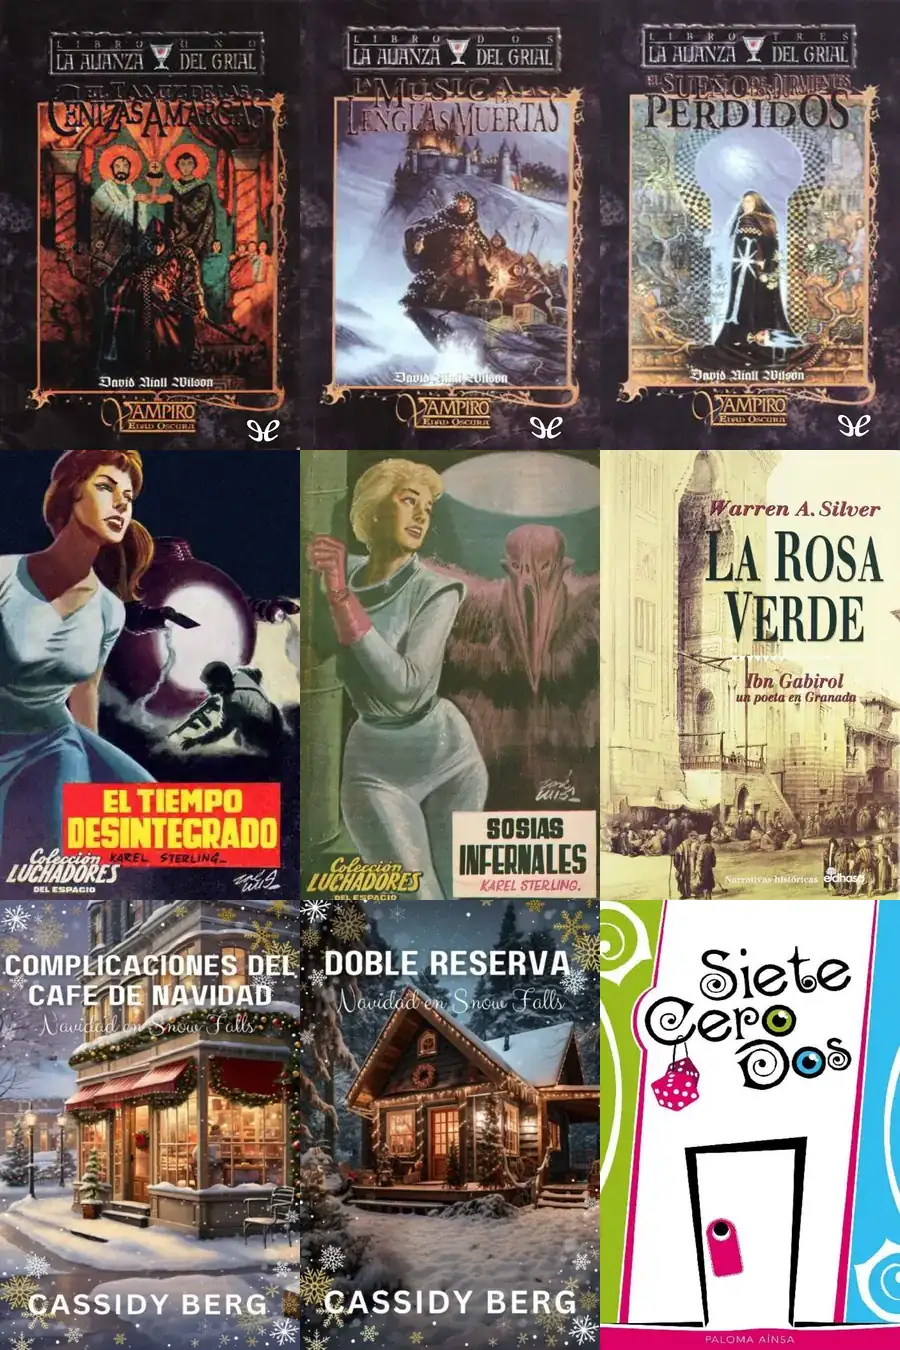 LIBRO UNO
LA ALIANZA DEL GRIAL
EL TAMIZ DE LAS
CENIZAS AMARGAS
David Niall Wilson
VAMPIRO
EDAD OSCURA
LIBRO DOS
LA ALIANZA DEL GRIAL
LA MÚSICA
DE
LENGUAS MUERTAS
David Niall Wilson
VAMPIRO
EDAD OSCURA
LIBRO TRES
LA ALIANZA DEL GRIAL
EL SUEÑO DE DURMIENTES
PERDIDOS
David Niall Wilson
VAMPIRO
EDAD OSCURA
EL TIEMPO
DESINTEGRADO
KAREL STERLING
Colección
LUCHADORES
DEL ESPACIO
SOSIAS
INFERNALES
KAREL STERLING.
Colección
LUCHADORES
DEL ESPACIO
Warren A. Silver
LA ROSA
VERDE
Ibn Gabirol
un poeta en Granada
Narrativas históricas edhasa
COMPLICACIONES DEL
CAFE DE NAVIDAD
Navidad en Snow Falls
CASSIDY BERG
DOBLE RESERVA
Navidad en Snow Falls
CASSIDY BERG
Siete
Cero
Dos
PALOMA AÍNSA